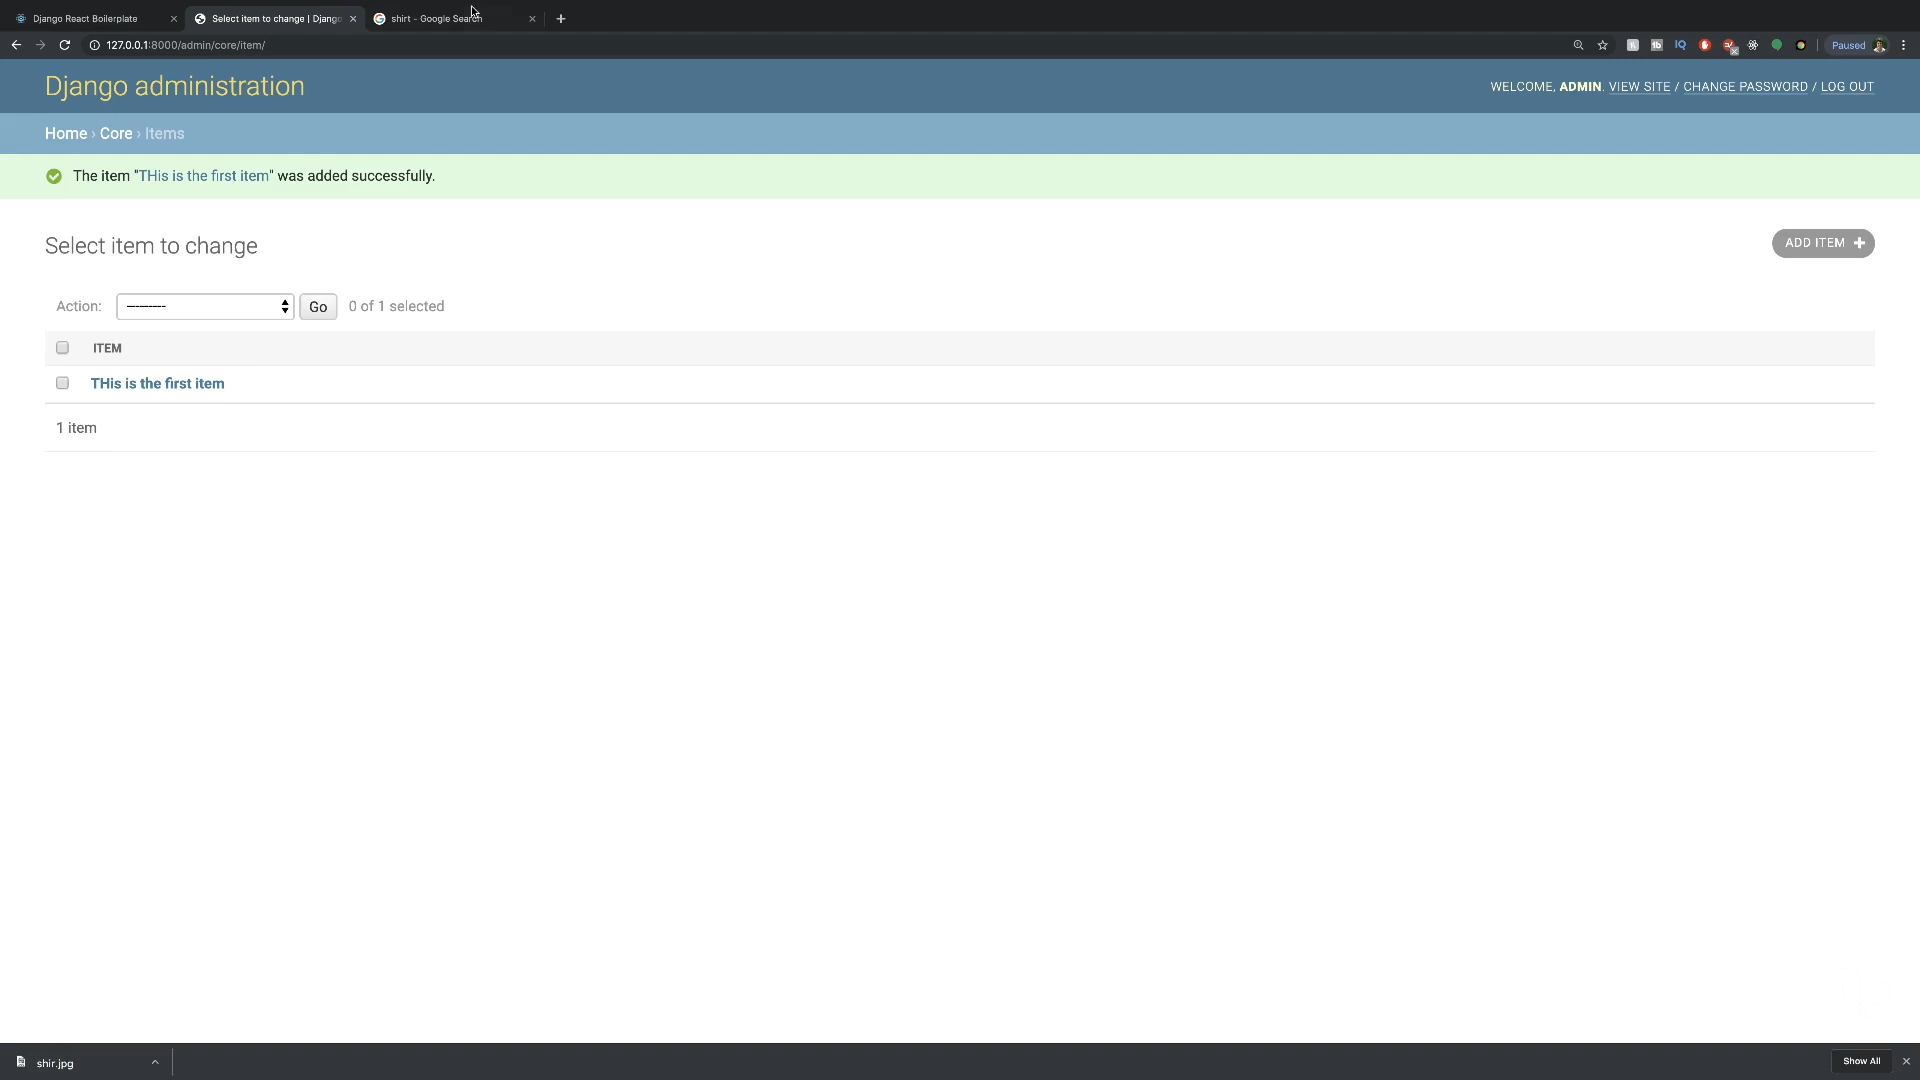 Django React Boilerplate
Select item to change | Django
shirt - Google Search
127.0.0.1:8000/admin/core/item/
Paused
Django administration
WELCOME, ADMIN. VIEW SITE / CHANGE PASSWORD / LOG OUT
Home › Core › Items
The item "THis is the first item" was added successfully.
Select item to change
ADD ITEM
Action: --------- Go 0 of 1 selected
ITEM
THis is the first item
1 item
shir.jpg
Show All